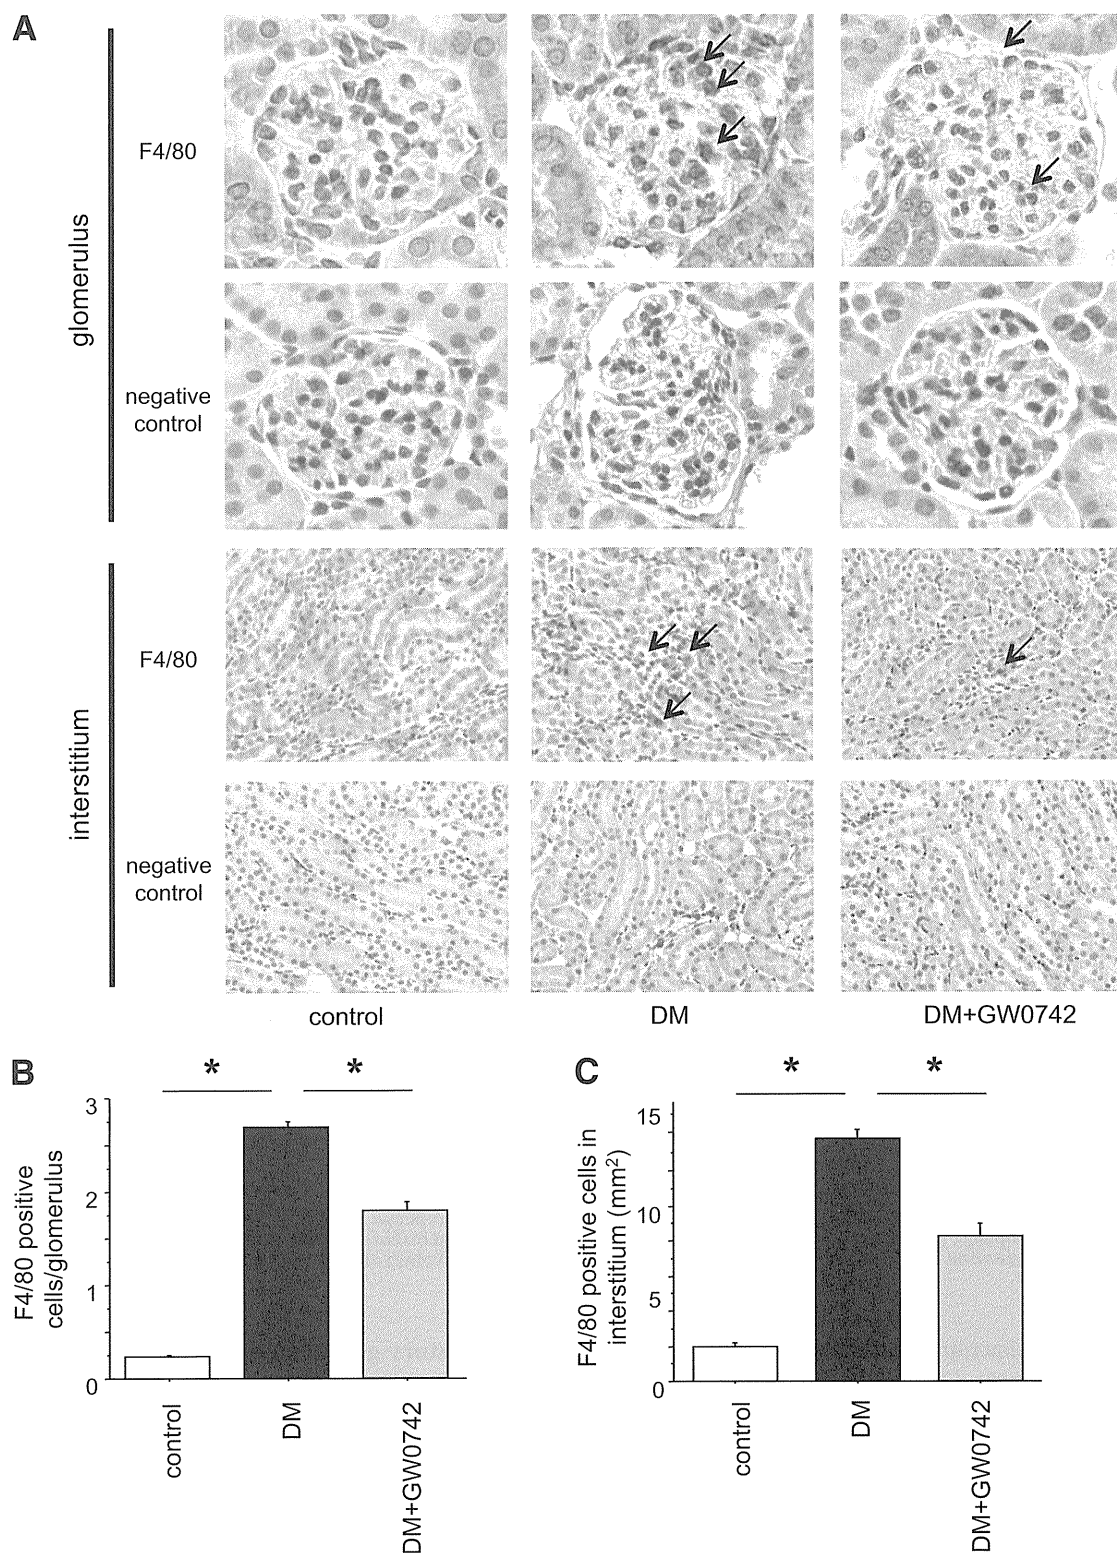 A
glomerulus
F4/80
negative
control
interstitium
F4/80
negative
control
control
DM
DM+GW0742
B
*
*
F4/80 positive
cells/glomerulus
3
2
1
0
control
DM
DM+GW0742
C
*
*
F4/80 positive cells in
interstitium (mm²)
15
10
5
0
control
DM
DM+GW0742